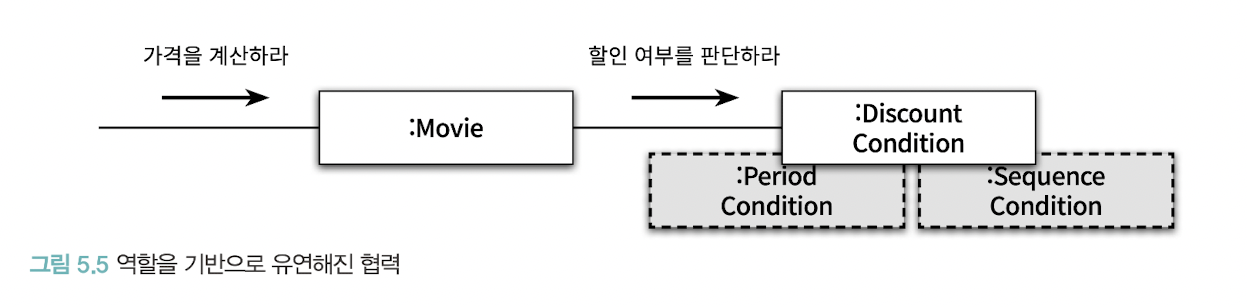 가격을 계산하라
할인 여부를 판단하라
:Movie
:Discount
Condition
:Period
Condition
:Sequence
Condition
그림 5.5 역할을 기반으로 유연해진 협력